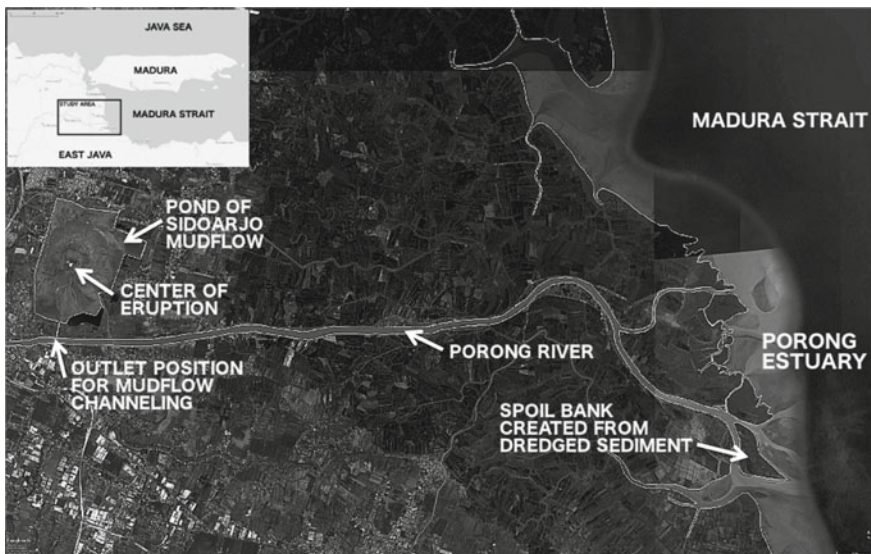 JAVA SEA
MADURA
STUDY AREA
MADURA STRAIT
EAST JAVA
MADURA STRAIT
POND OF
SIDOARJO
MUDFLOW
CENTER OF
ERUPTION
OUTLET POSITION
FOR MUDFLOW
CHANNELING
PORONG RIVER
PORONG
ESTUARY
SPOIL BANK
CREATED FROM
DREDGED SEDIMENT